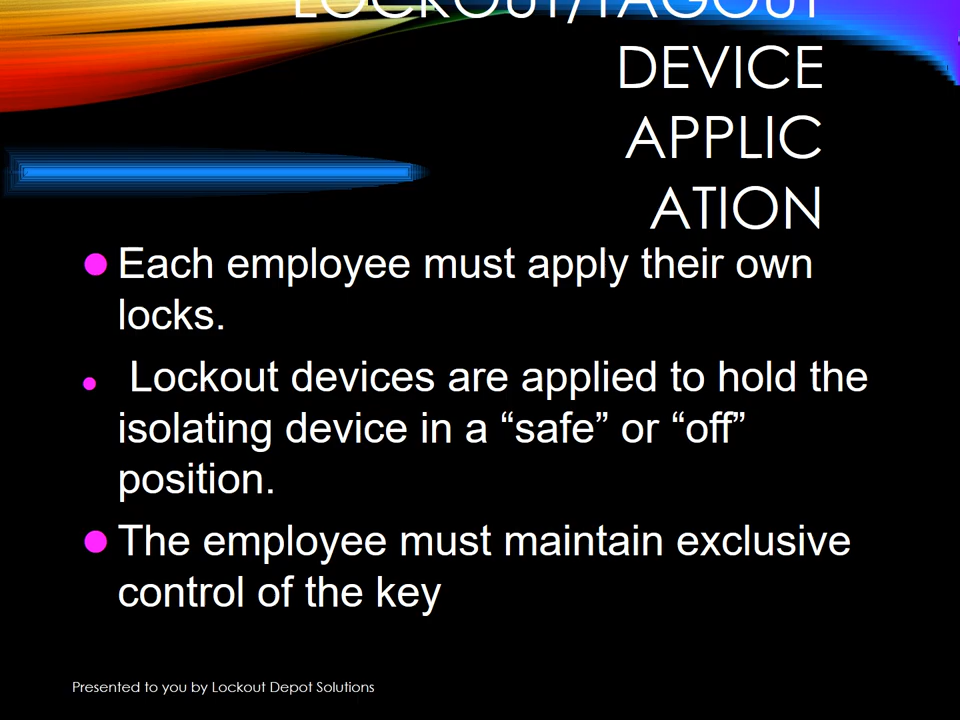 LOCKOUT/TAGOUT
DEVICE
APPLIC
ATION
Each employee must apply their own
locks.
Lockout devices are applied to hold the
isolating device in a “safe” or “off”
position.
The employee must maintain exclusive
control of the key
Presented to you by Lockout Depot Solutions